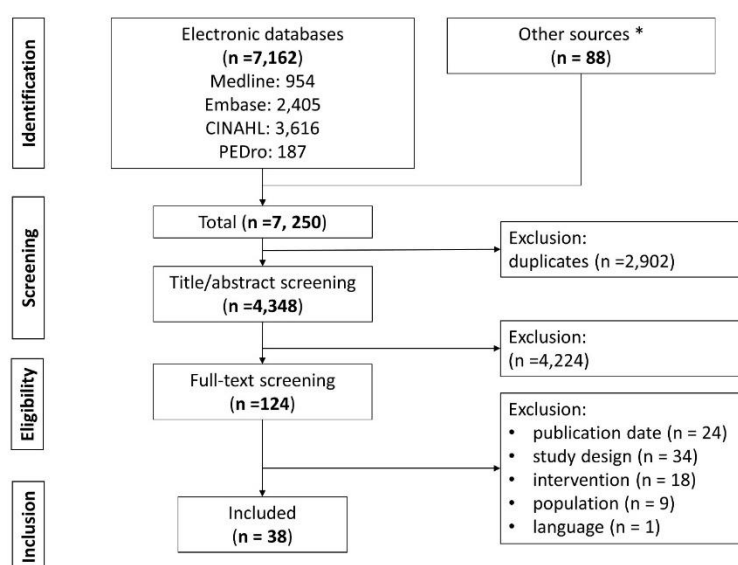 Identification
Electronic databases
(n =7,162)
Medline: 954
Embase: 2,405
CINAHL: 3,616
PEDro: 187
Other sources *
(n = 88)
Screening
Total (n =7, 250)
Exclusion:
duplicates (n =2,902)
Title/abstract screening
(n =4,348)
Exclusion:
(n =4,224)
Eligibility
Full-text screening
(n =124)
Exclusion:
• publication date (n = 24)
• study design (n = 34)
• intervention (n = 18)
• population (n = 9)
• language (n = 1)
Inclusion
Included
(n = 38)